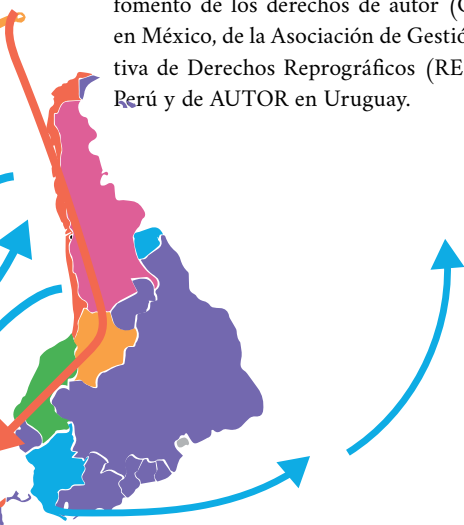 fomento de los derechos de autor (
en México, de la Asociación de Gestió
tiva de Derechos Reprográficos (RE
Perú y de AUTOR en Uruguay.